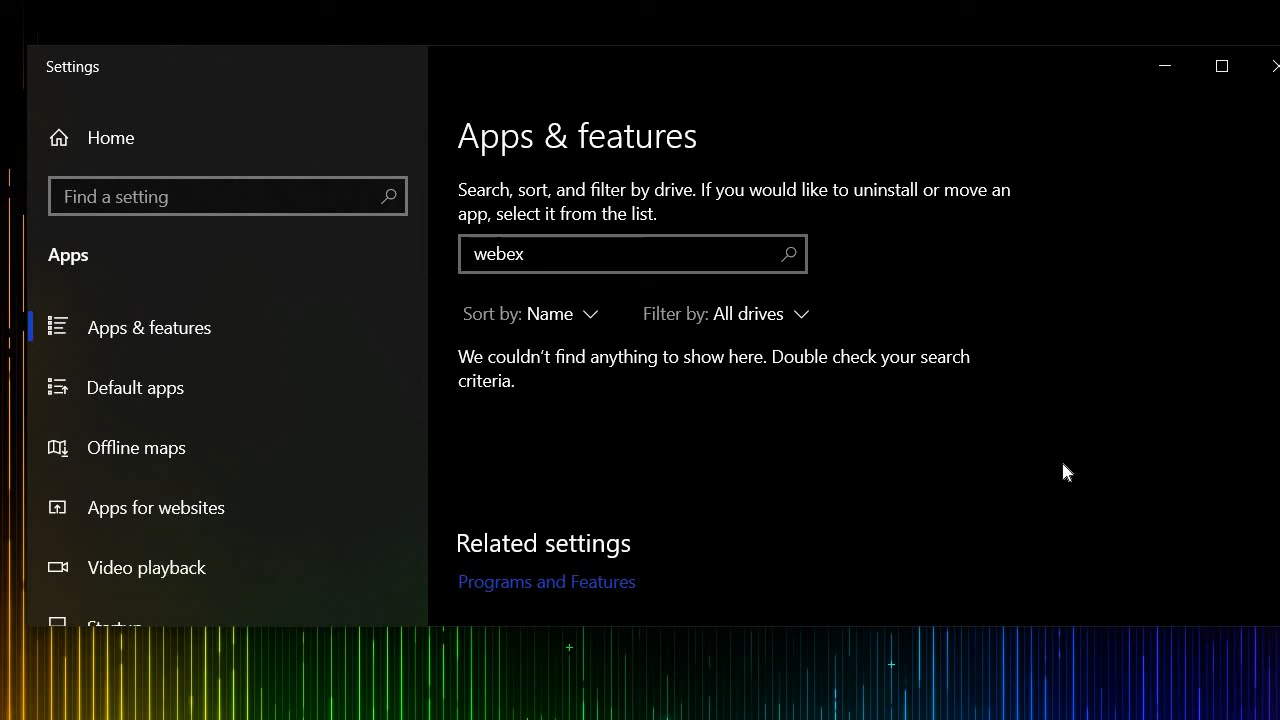 Settings
Home
Find a setting
Apps
Apps & features
Default apps
Offline maps
Apps for websites
Video playback
Startup
Apps & features
Search, sort, and filter by drive. If you would like to uninstall or move an
app, select it from the list.
webex
Sort by: Name
Filter by: All drives
We couldn't find anything to show here. Double check your search
criteria.
Related settings
Programs and Features